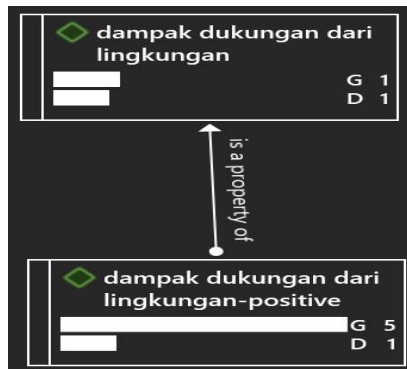 dampak dukungan dari
lingkungan
G 1
D 1
is a property of
dampak dukungan dari
lingkungan-positive
G 5
D 1